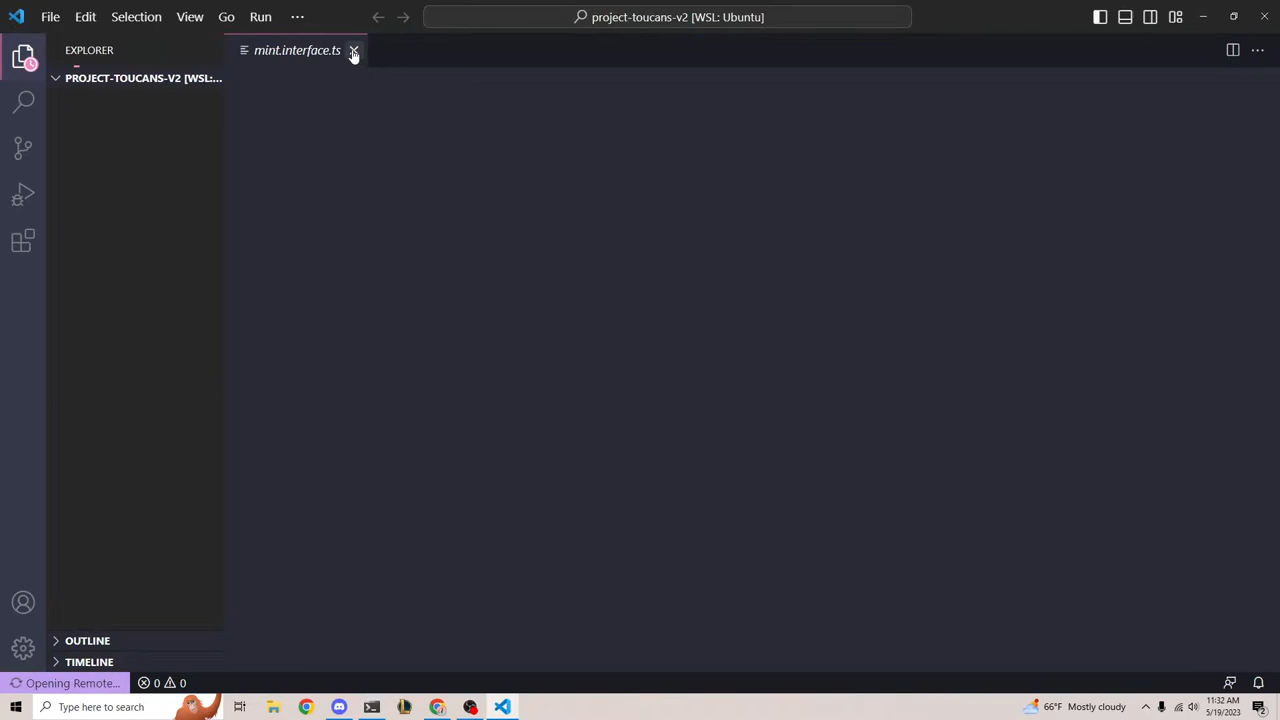 File Edit Selection View Go Run ··· project-toucans-v2 [WSL: Ubuntu]
EXPLORER
mint.interface.ts
PROJECT-TOUCANS-V2 [WSL:...
OUTLINE
TIMELINE
Opening Remote... 0 0
Type here to search
66°F Mostly cloudy
11:32 AM
5/19/2023
2